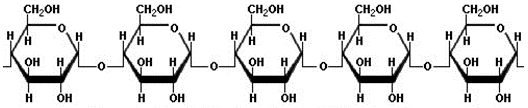 CH₂OH CH₂OH CH₂OH CH₂OH CH₂OH
O O O O O
H H H H H H H H H H H H H H H
OH H OH H OH H OH H OH H
O O O O
H OH H OH H OH H OH H OH